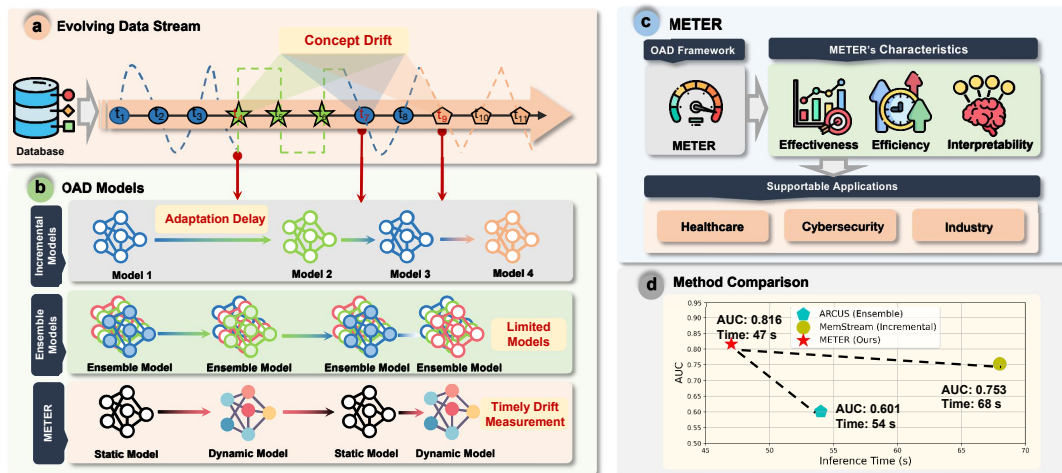 a Evolving Data Stream
Concept Drift
t1 t2 t3 t7 t8 t9 t10 t11
Database
b OAD Models
Incremental
Models
Adaptation Delay
Model 1
Model 2
Model 3
Model 4
Ensemble
Models
Limited
Models
Ensemble Model
Ensemble Model
Ensemble Model
Ensemble Model
METER
Timely Drift
Measurement
Static Model
Dynamic Model
Static Model
Dynamic Model
c METER
OAD Framework
METER's Characteristics
METER
Effectiveness
Efficiency
Interpretability
Supportable Applications
Healthcare
Cybersecurity
Industry
d Method Comparison
0.95
0.90
0.85
0.80
0.75
0.70
0.65
0.60
0.55
0.50
AUC
AUC: 0.816
Time: 47 s
ARCUS (Ensemble)
MemStream (Incremental)
METER (Ours)
AUC: 0.753
Time: 68 s
AUC: 0.601
Time: 54 s
45 50 55 60 65 70
Inference Time (s)